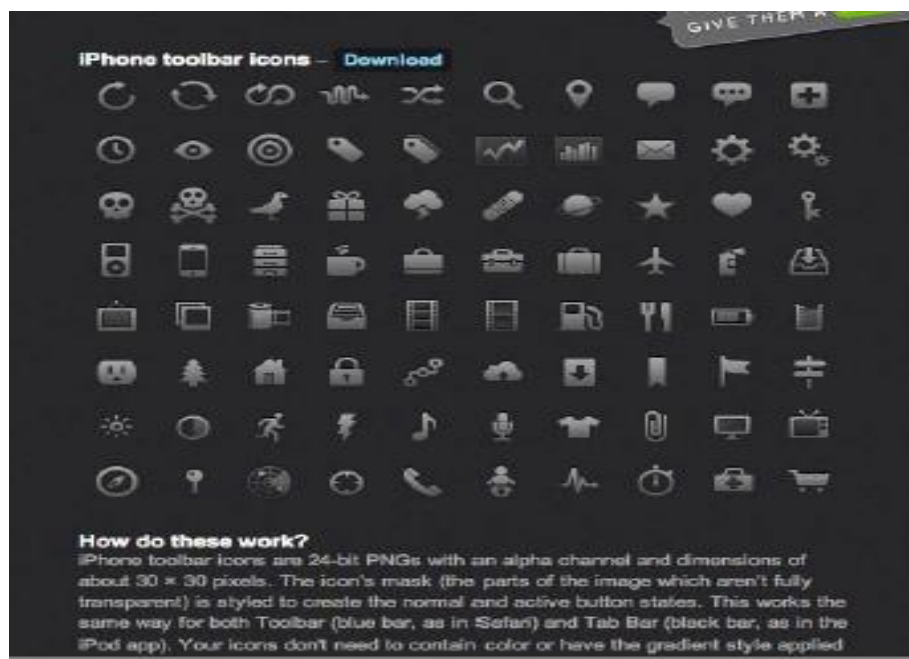 GIVE THEM A
iPhone toolbar icons – Download
How do these work?
iPhone toolbar icons are 24-bit PNGs with an alpha channel and dimensions of
about 30 × 30 pixels. The icon's mask (the parts of the image which aren't fully
transparent) is styled to create the normal and active button states. This works the
same way for both Toolbar (blue bar, as in Safari) and Tab Bar (black bar, as in the
iPod app). Your icons don't need to contain color or have the gradient style applied